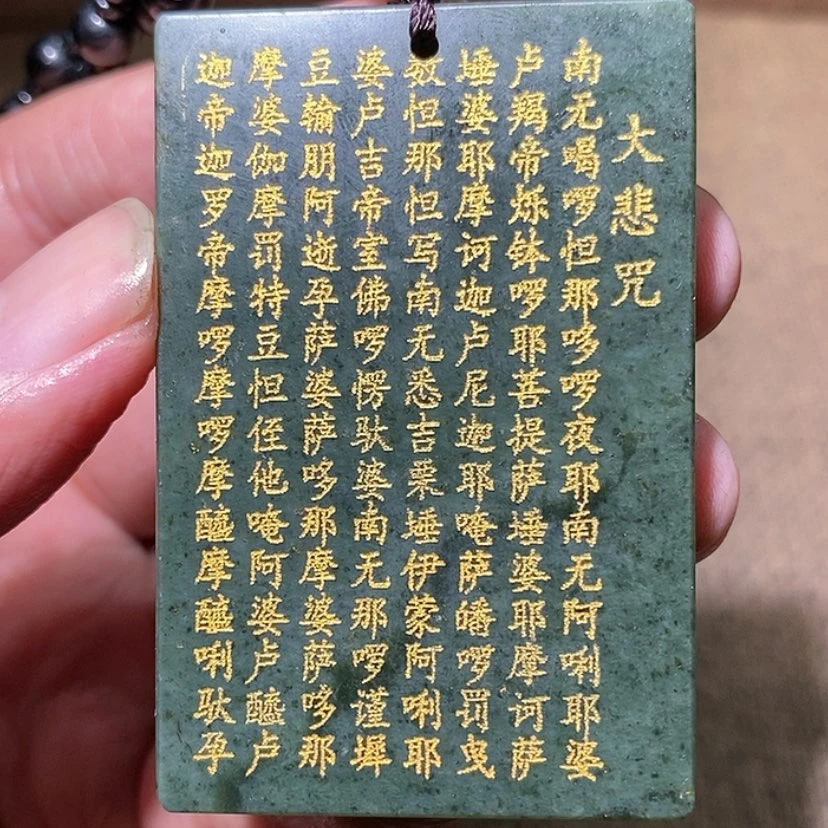 大悲咒
南无喝啰怛那哆啰夜耶南无阿唎耶婆
卢羯帝烁钵啰耶菩提萨埵婆耶摩诃萨
埵婆耶摩诃迦卢尼迦耶唵萨皤啰罚曳
数怛那怛写南无悉吉栗埵伊蒙阿唎耶
婆卢吉帝室佛啰愣驮婆南无那啰谨墀
豆输朋阿逝孕萨婆萨哆那摩婆萨哆那
摩婆伽摩罚特豆怛侄他唵阿婆卢醯卢
迦帝迦罗帝摩啰摩啰摩醯摩醯唎驮孕